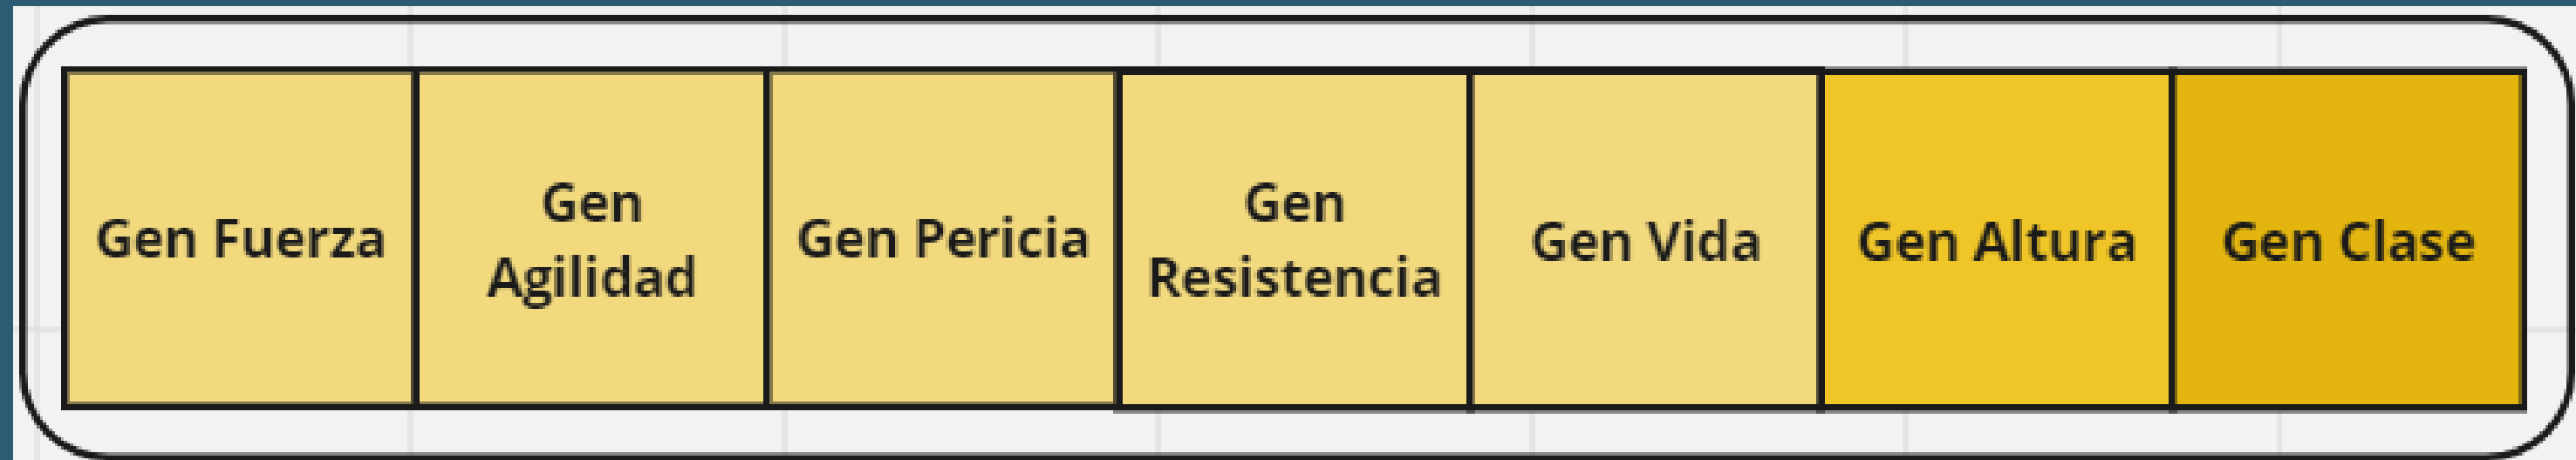 Gen Fuerza
Gen
Agilidad
Gen Pericia
Gen
Resistencia
Gen Vida
Gen Altura
Gen Clase